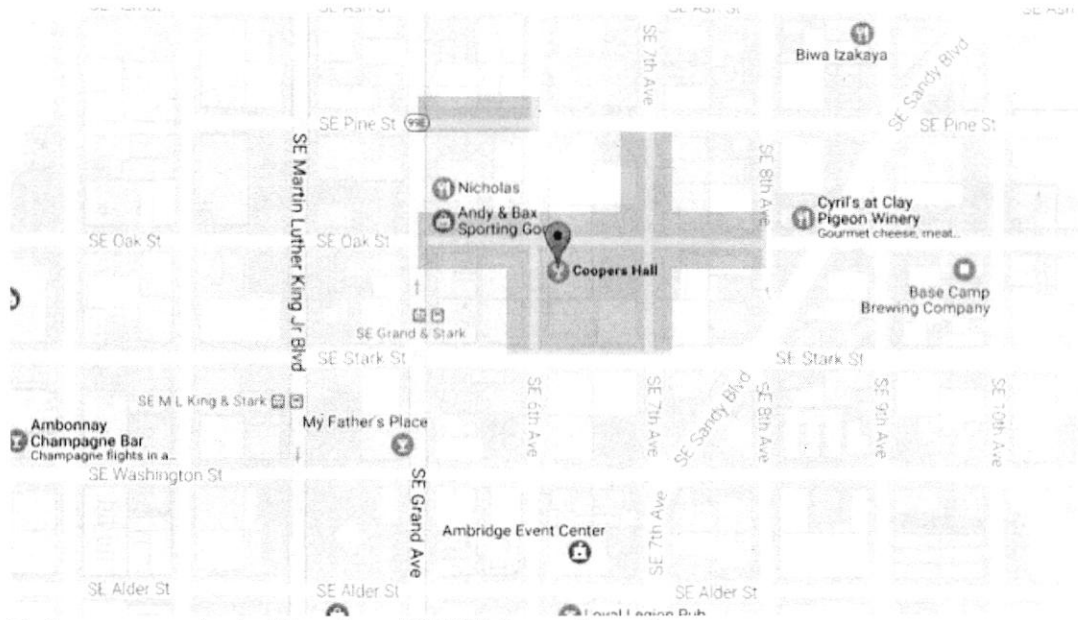 SE 7th Ave
Biwa Izakaya
SE Sandy Blvd
SE Pine St
99E
SE Pine St
SE Martin Luther King Jr Blvd
SE 8th Ave
Nicholas
Andy & Bax
Sporting Goo
Cyril's at Clay
Pigeon Winery
Gourmet cheese, meat...
SE Oak St
SE Oak St
Coopers Hall
Base Camp
Brewing Company
SE Grand & Stark
SE Stark St
SE Stark St
SE M L King & Stark
SE 6th Ave
SE 7th Ave
SE Sandy Blvd
SE 8th Ave
SE 9th Ave
SE 10th Ave
Ambonnay
Champagne Bar
Champagne flights in a...
My Father's Place
SE Washington St
SE Grand Ave
Ambridge Event Center
SE 7th Ave
SE Alder St
SE Alder St
SE Alder St
Loyal Legion Pub